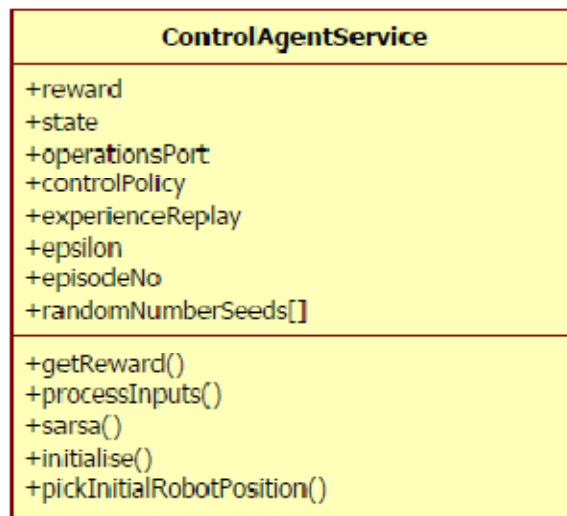 ControlAgentService
+reward
+state
+operationsPort
+controlPolicy
+experienceReplay
+epsilon
+episodeNo
+randomNumberSeeds[]
+getReward()
+processInputs()
+sarsa()
+initialise()
+pickInitialRobotPosition()